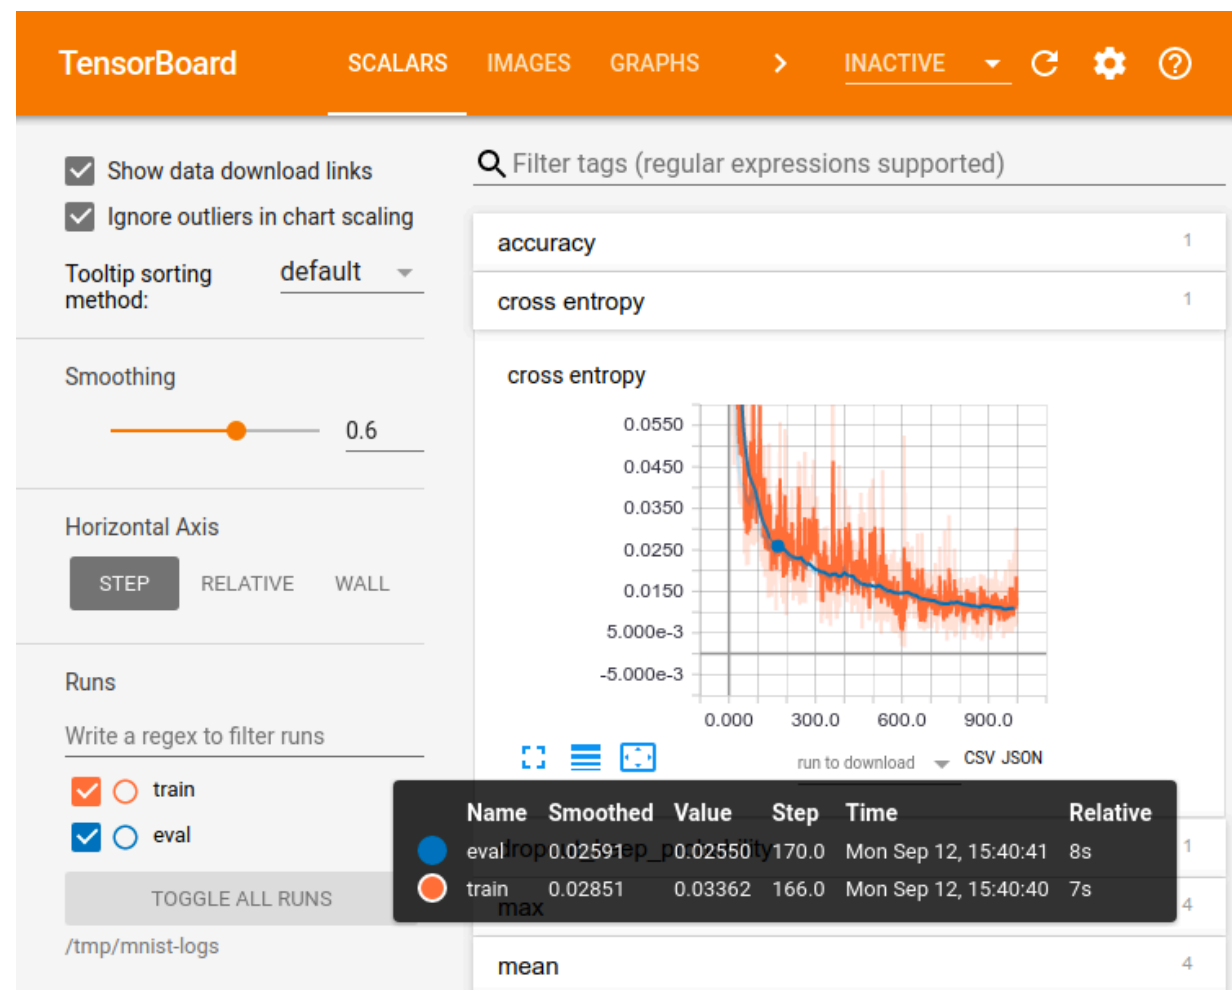 TensorBoard SCALARS IMAGES GRAPHS INACTIVE
Show data download links
Ignore outliers in chart scaling
Tooltip sorting method: default
Smoothing
0.6
Horizontal Axis
STEP RELATIVE WALL
Runs
Write a regex to filter runs
train
eval
TOGGLE ALL RUNS
/tmp/mnist-logs
Filter tags (regular expressions supported)
accuracy 1
cross entropy 1
cross entropy
0.0550
0.0450
0.0350
0.0250
0.0150
5.000e-3
-5.000e-3
0.000 300.0 600.0 900.0
run to download CSV JSON
Name Smoothed Value Step Time Relative
eval 0.02591 0.02550 170.0 Mon Sep 12, 15:40:41 8s
train 0.02851 0.03362 166.0 Mon Sep 12, 15:40:40 7s
1
max 4
mean 4